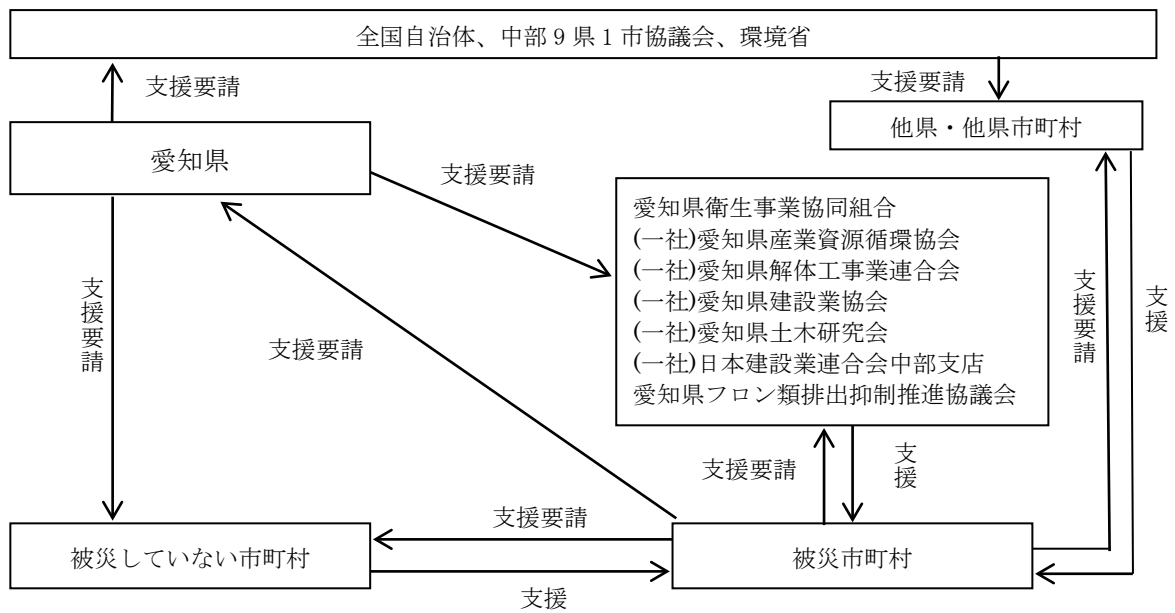 全国自治体、中部９県１市協議会、環境省
支援要請
支援要請
他県・他県市町村
愛知県
支援要請
愛知県衛生事業協同組合
(一社)愛知県産業資源循環協会
(一社)愛知県解体工事業連合会
(一社)愛知県建設業協会
(一社)愛知県土木研究会
(一社)日本建設業連合会中部支店
愛知県フロン類排出抑制推進協議会
支援要請
支援要請
支援要請
支援
支援要請
支援
支援要請
被災していない市町村
被災市町村
支援